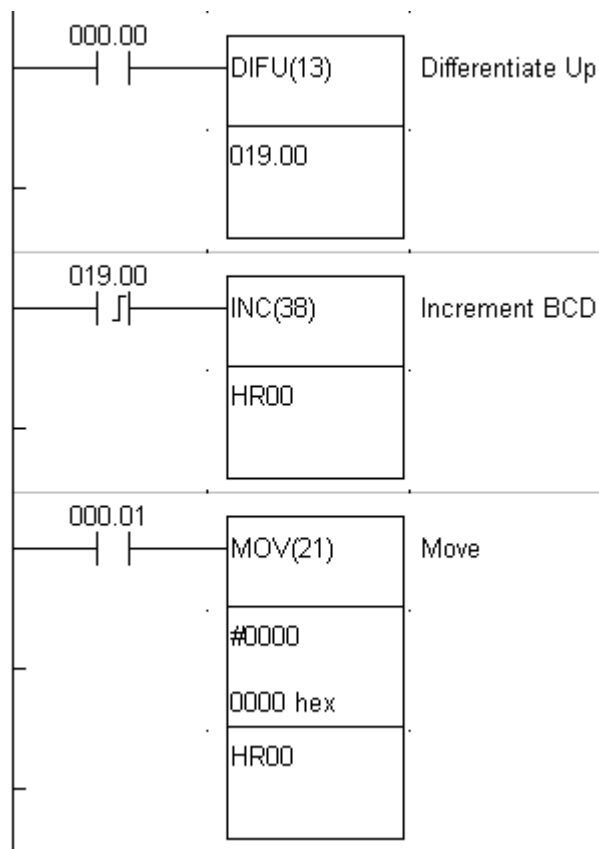 000.00
DIFU(13) Differentiate Up
019.00
019.00
INC(38) Increment BCD
HR00
000.01
MOV(21) Move
#0000
0000 hex
HR00